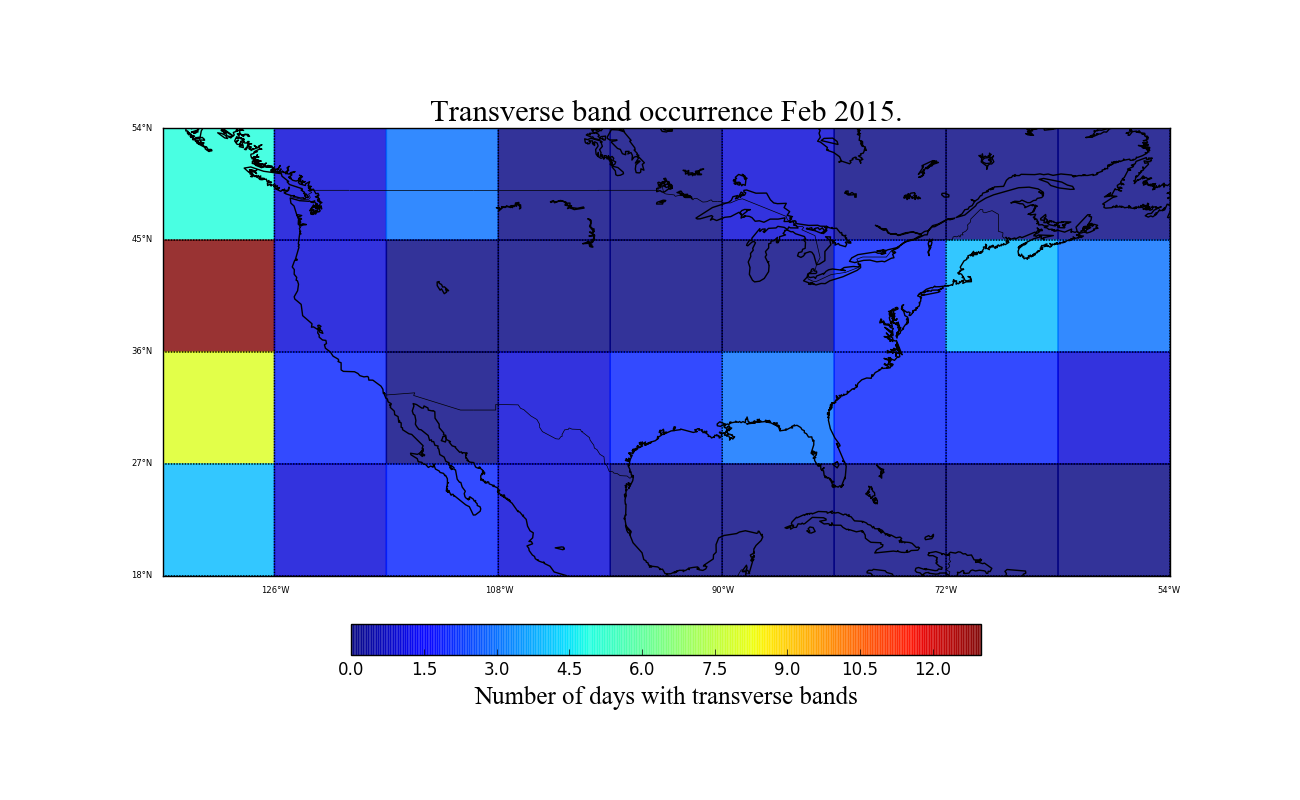 Transverse band occurrence Feb 2015.
54°N
45°N
36°N
27°N
18°N
126°W 108°W 90°W 72°W 54°W
0.0 1.5 3.0 4.5 6.0 7.5 9.0 10.5 12.0
Number of days with transverse bands